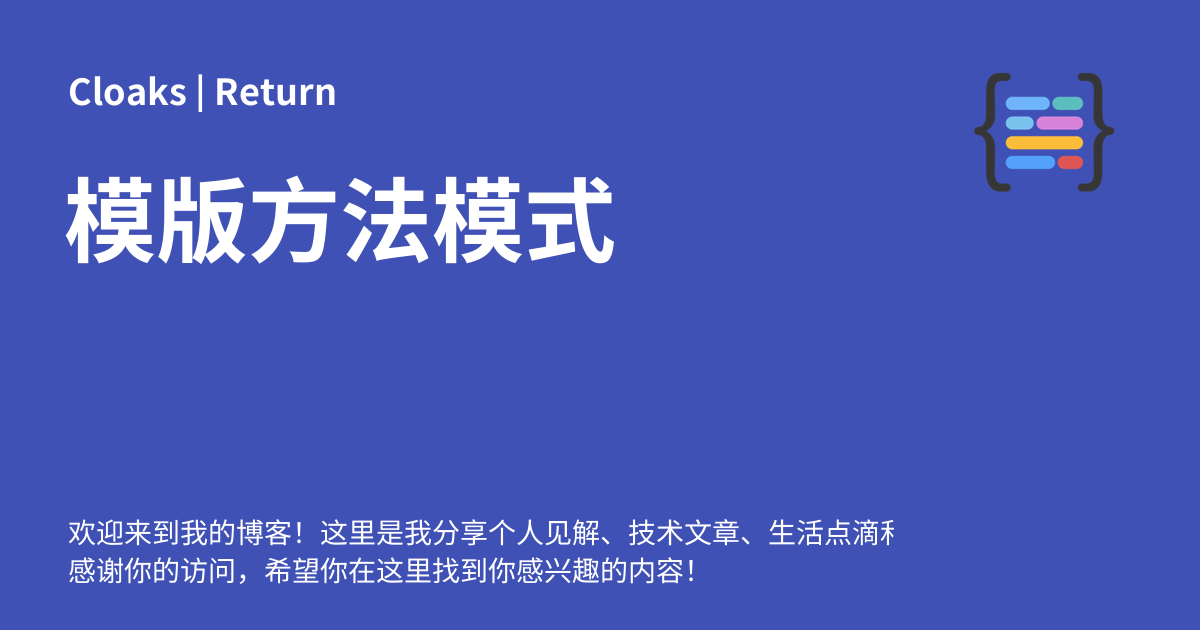 Cloaks | Return
模版方法模式
欢迎来到我的博客！这里是我分享个人见解、技术文章、生活点滴
感谢你的访问，希望你在这里找到你感兴趣的内容！